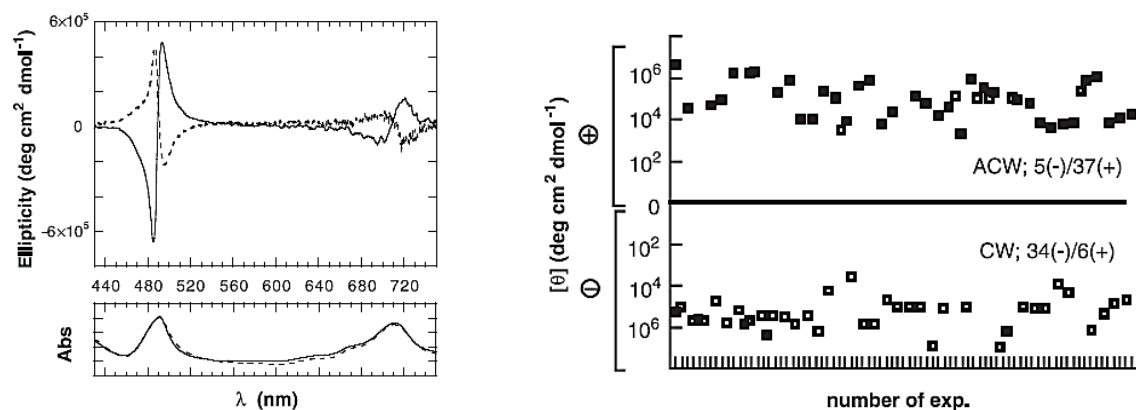 6×10⁵
0
-6×10⁵
Ellipticity (deg cm² dmol⁻¹)
440 480 520 560 600 640 680 720
Abs
λ (nm)
[θ] (deg cm² dmol⁻¹)
⊕
⊖
10⁶
10⁴
10²
0
10²
10⁴
10⁶
ACW; 5(-)/37(+)
CW; 34(-)/6(+)
number of exp.